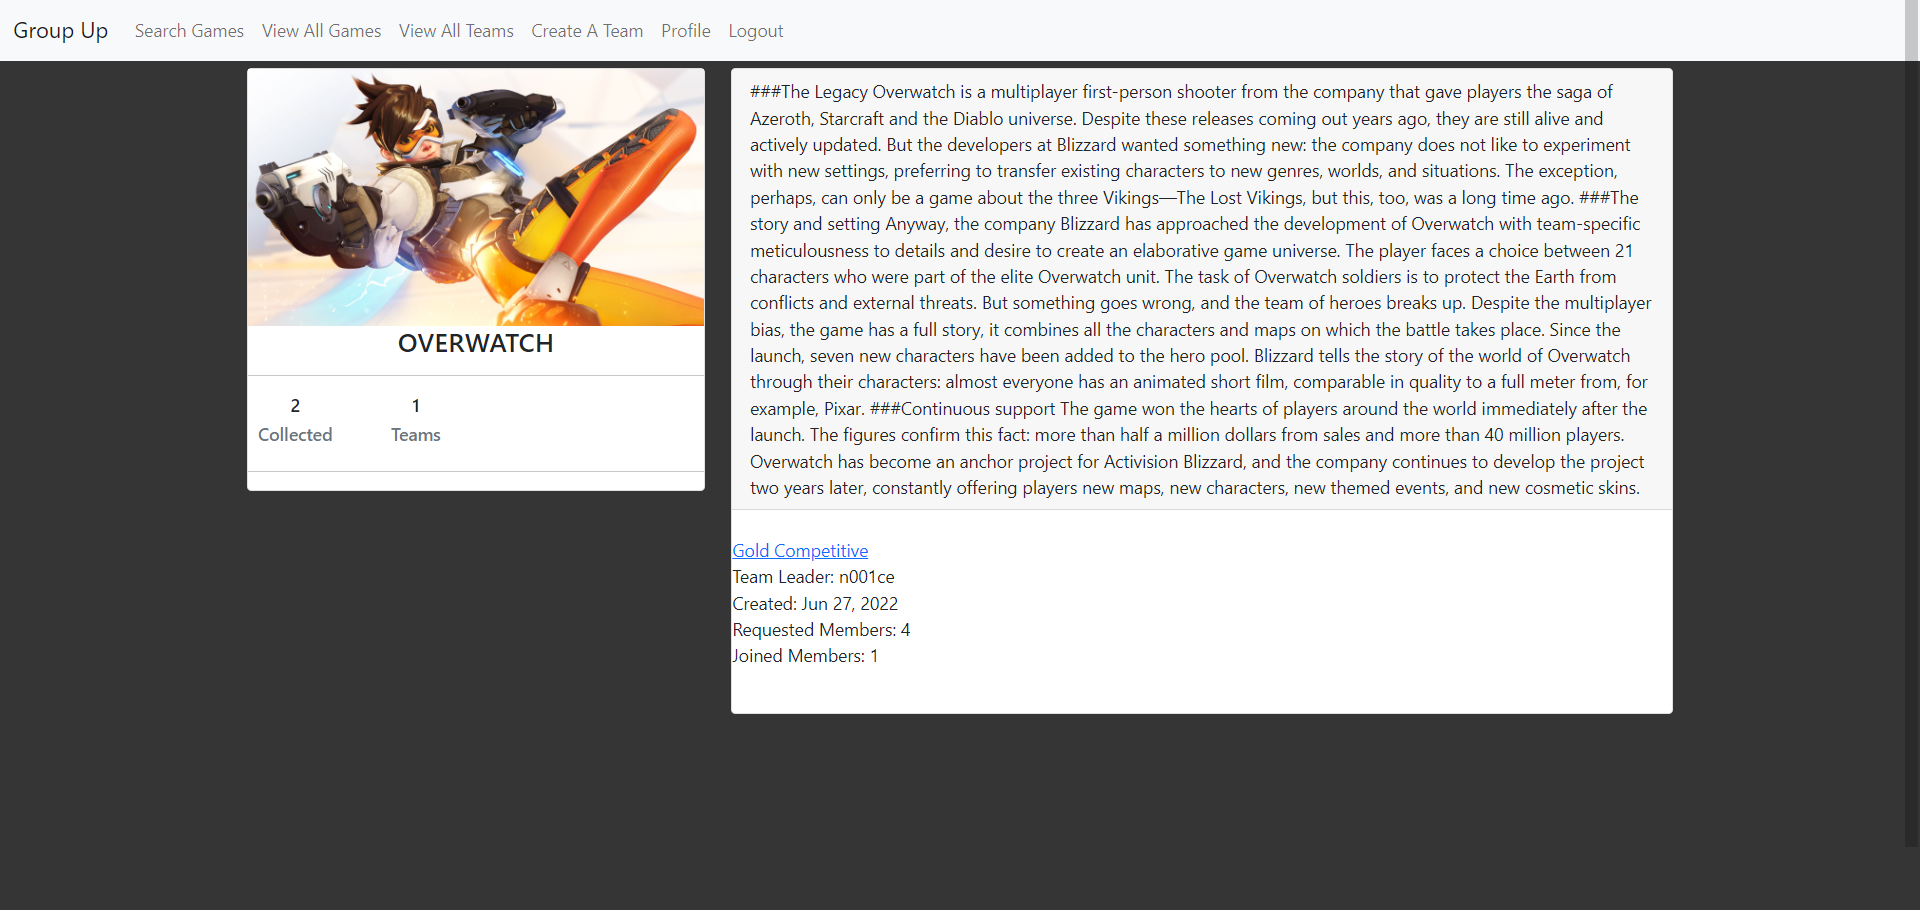 Group Up Search Games View All Games View All Teams Create A Team Profile Logout
OVERWATCH
2 1
Collected Teams
###The Legacy Overwatch is a multiplayer first-person shooter from the company that gave players the saga of
Azeroth, Starcraft and the Diablo universe. Despite these releases coming out years ago, they are still alive and
actively updated. But the developers at Blizzard wanted something new: the company does not like to experiment
with new settings, preferring to transfer existing characters to new genres, worlds, and situations. The exception,
perhaps, can only be a game about the three Vikings—The Lost Vikings, but this, too, was a long time ago. ###The
story and setting Anyway, the company Blizzard has approached the development of Overwatch with team-specific
meticulousness to details and desire to create an elaborative game universe. The player faces a choice between 21
characters who were part of the elite Overwatch unit. The task of Overwatch soldiers is to protect the Earth from
conflicts and external threats. But something goes wrong, and the team of heroes breaks up. Despite the multiplayer
bias, the game has a full story, it combines all the characters and maps on which the battle takes place. Since the
launch, seven new characters have been added to the hero pool. Blizzard tells the story of the world of Overwatch
through their characters: almost everyone has an animated short film, comparable in quality to a full meter from, for
example, Pixar. ###Continuous support The game won the hearts of players around the world immediately after the
launch. The figures confirm this fact: more than half a million dollars from sales and more than 40 million players.
Overwatch has become an anchor project for Activision Blizzard, and the company continues to develop the project
two years later, constantly offering players new maps, new characters, new themed events, and new cosmetic skins.
Gold Competitive
Team Leader: n001ce
Created: Jun 27, 2022
Requested Members: 4
Joined Members: 1